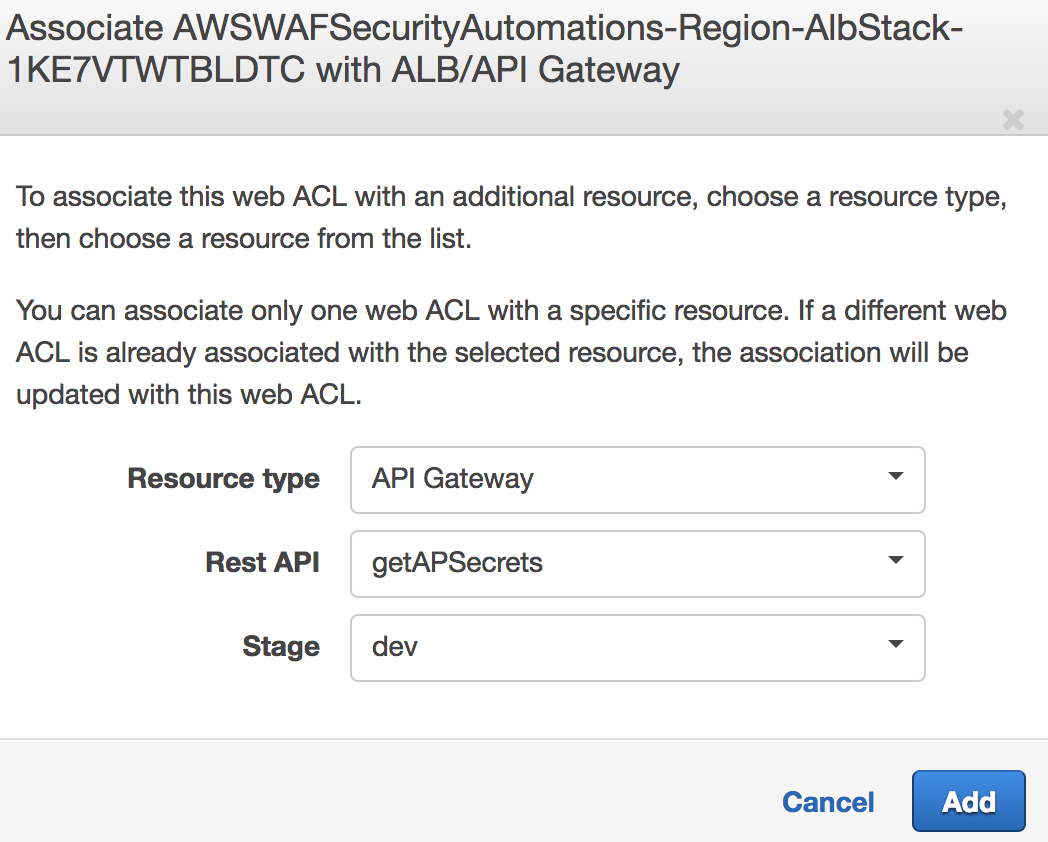 Associate AWSWAFSecurityAutomations-Region-AlbStack-
1KE7VTWTBLDTC with ALB/API Gateway
To associate this web ACL with an additional resource, choose a resource type,
then choose a resource from the list.
You can associate only one web ACL with a specific resource. If a different web
ACL is already associated with the selected resource, the association will be
updated with this web ACL.
Resource type API Gateway
Rest API getAPSecrets
Stage dev
Cancel Add